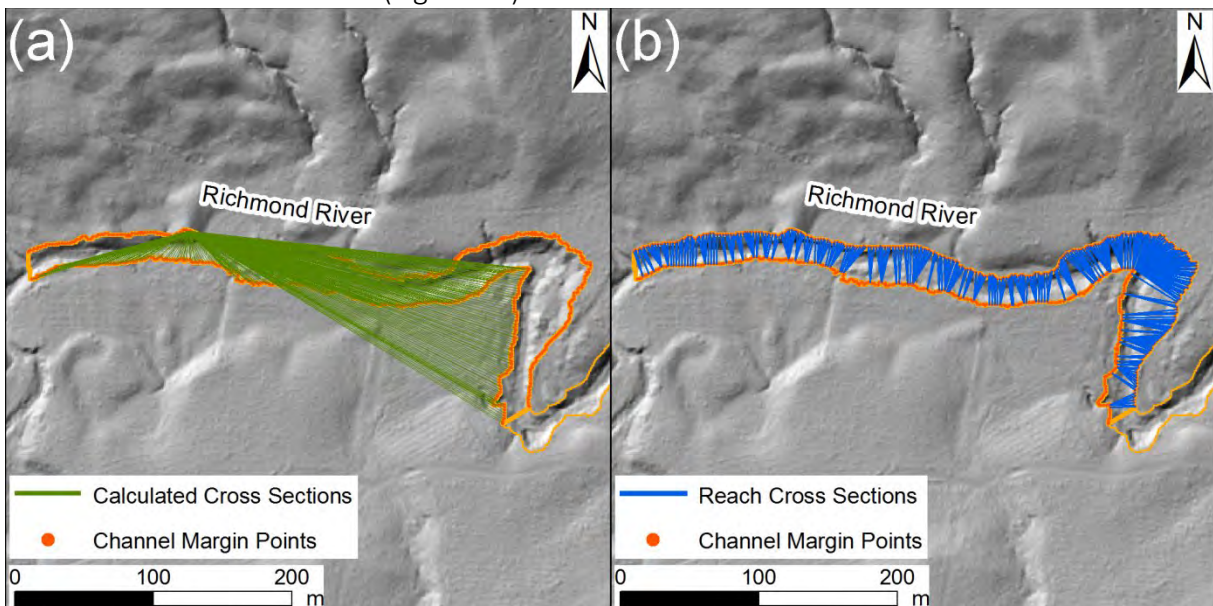 (a)
N
Richmond River
Calculated Cross Sections
Channel Margin Points
0 100 200
m
(b)
N
Richmond River
Reach Cross Sections
Channel Margin Points
0 100 200
m